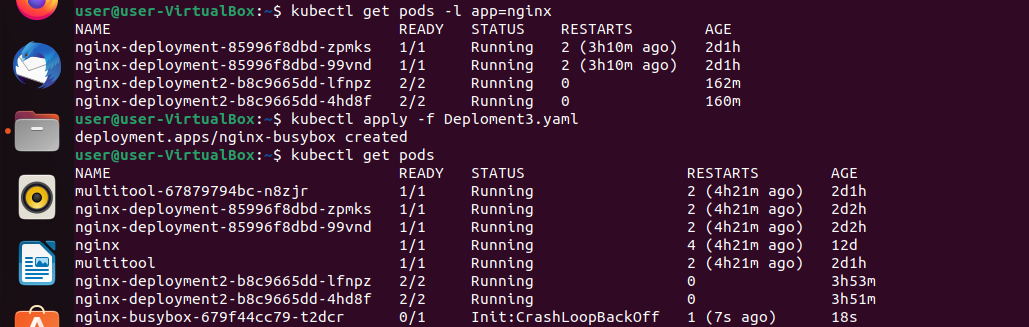 user@user-VirtualBox:~$ kubectl get pods -l app=nginx
NAME READY STATUS RESTARTS AGE
nginx-deployment-85996f8dbd-zpmks 1/1 Running 2 (3h10m ago) 2d1h
nginx-deployment-85996f8dbd-99vnd 1/1 Running 2 (3h10m ago) 2d1h
nginx-deployment2-b8c9665dd-lfnpz 2/2 Running 0 162m
nginx-deployment2-b8c9665dd-4hd8f 2/2 Running 0 160m
user@user-VirtualBox:~$ kubectl apply -f Deploment3.yaml
deployment.apps/nginx-busybox created
user@user-VirtualBox:~$ kubectl get pods
NAME READY STATUS RESTARTS AGE
multitool-67879794bc-n8zjr 1/1 Running 2 (4h21m ago) 2d1h
nginx-deployment-85996f8dbd-zpmks 1/1 Running 2 (4h21m ago) 2d2h
nginx-deployment-85996f8dbd-99vnd 1/1 Running 2 (4h21m ago) 2d2h
nginx 1/1 Running 4 (4h21m ago) 12d
multitool 1/1 Running 2 (4h21m ago) 2d1h
nginx-deployment2-b8c9665dd-lfnpz 2/2 Running 0 3h53m
nginx-deployment2-b8c9665dd-4hd8f 2/2 Running 0 3h51m
nginx-busybox-679f44cc79-t2dcr 0/1 Init:CrashLoopBackOff 1 (7s ago) 18s